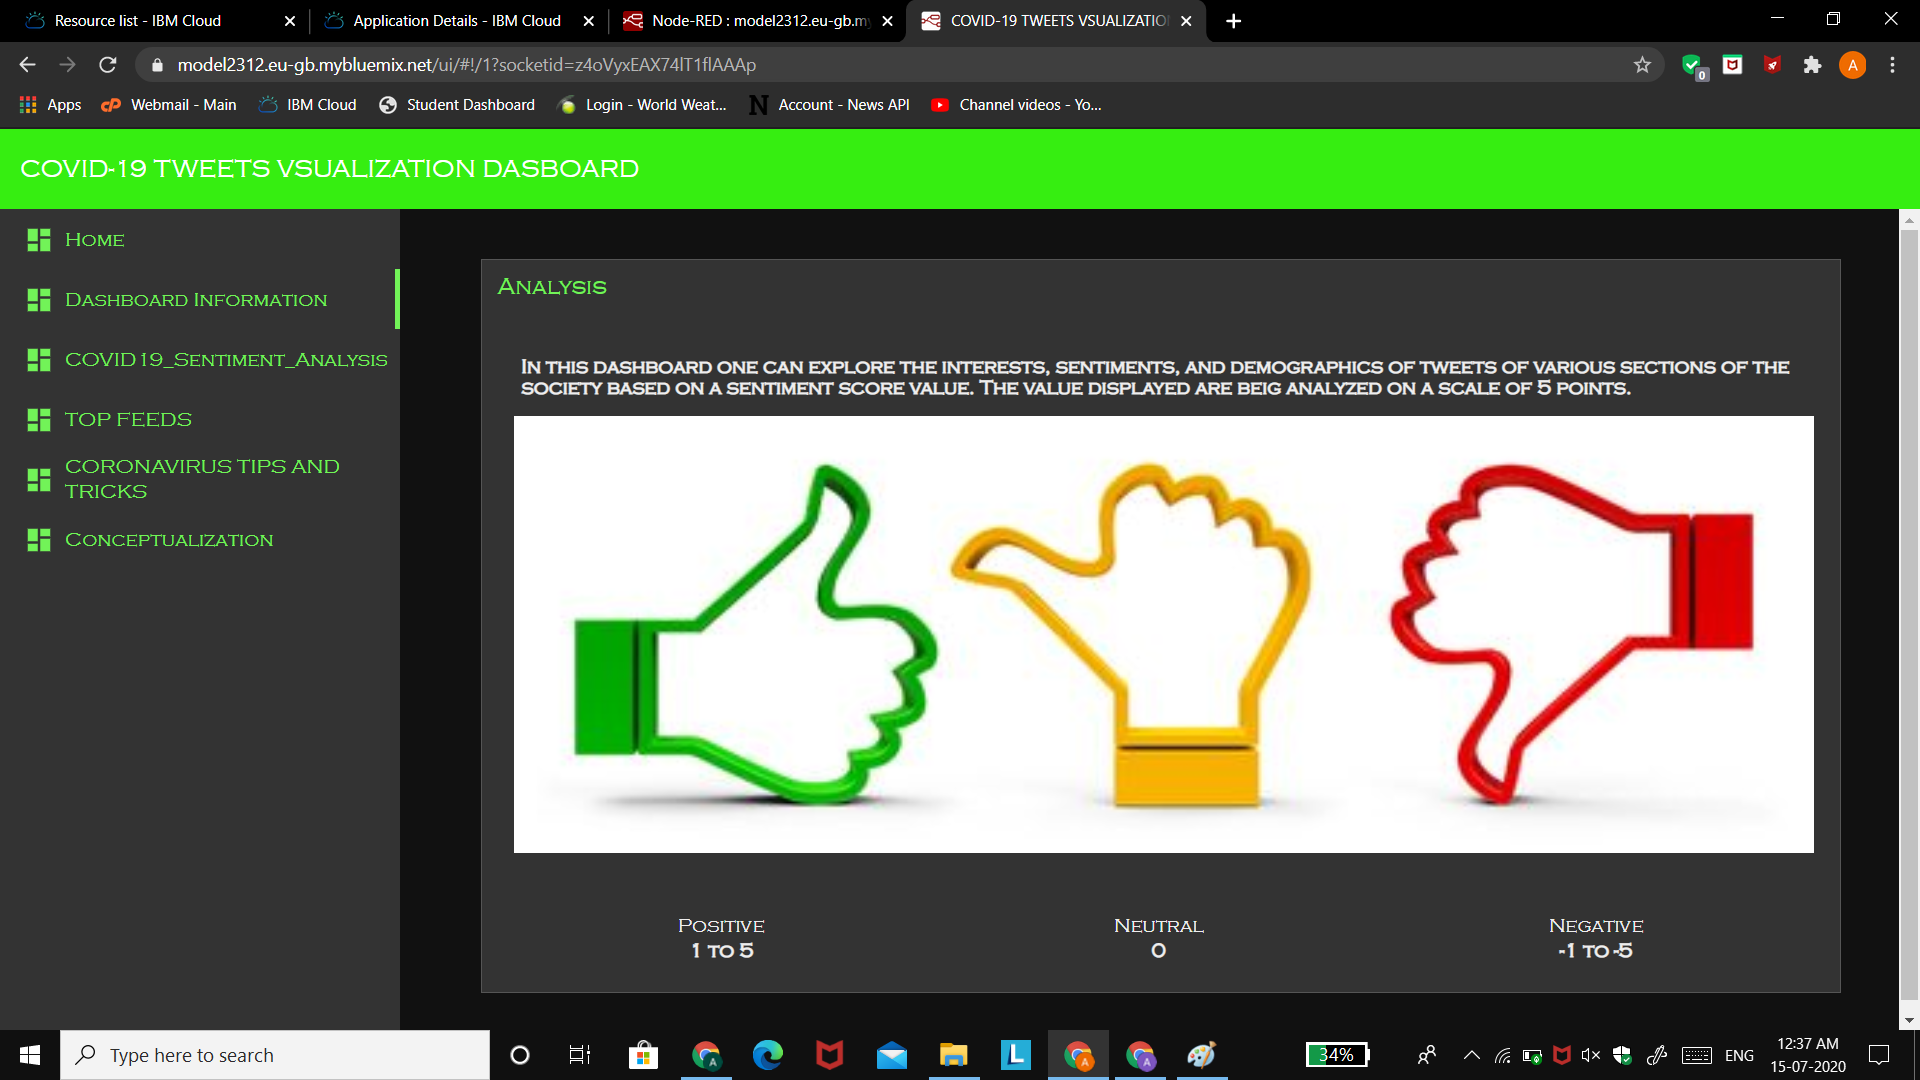 Resource list - IBM Cloud
Application Details - IBM Cloud
Node-RED : model2312.eu-gb.my
COVID-19 TWEETS VSUALIZATIO
model2312.eu-gb.mybluemix.net/ui/#!/1?socketid=z4oVyxEAX74lT1flAAAp
0
A
Apps
Webmail - Main
IBM Cloud
Student Dashboard
Login - World Weat...
N
Account - News API
Channel videos - Yo...
COVID-19 TWEETS VSUALIZATION DASBOARD
Home
Dashboard Information
COVID19_Sentiment_Analysis
TOP FEEDS
CORONAVIRUS TIPS AND
TRICKS
Conceptualization
Analysis
In this dashboard one can explore the interests, sentiments, and demographics of tweets of various sections of the
society based on a sentiment score value. The value displayed are beig analyzed on a scale of 5 points.
Positive
1 to 5
Neutral
0
Negative
-1 to -5
Type here to search
A
L
A
A
34%
ENG
12:37 AM
15-07-2020